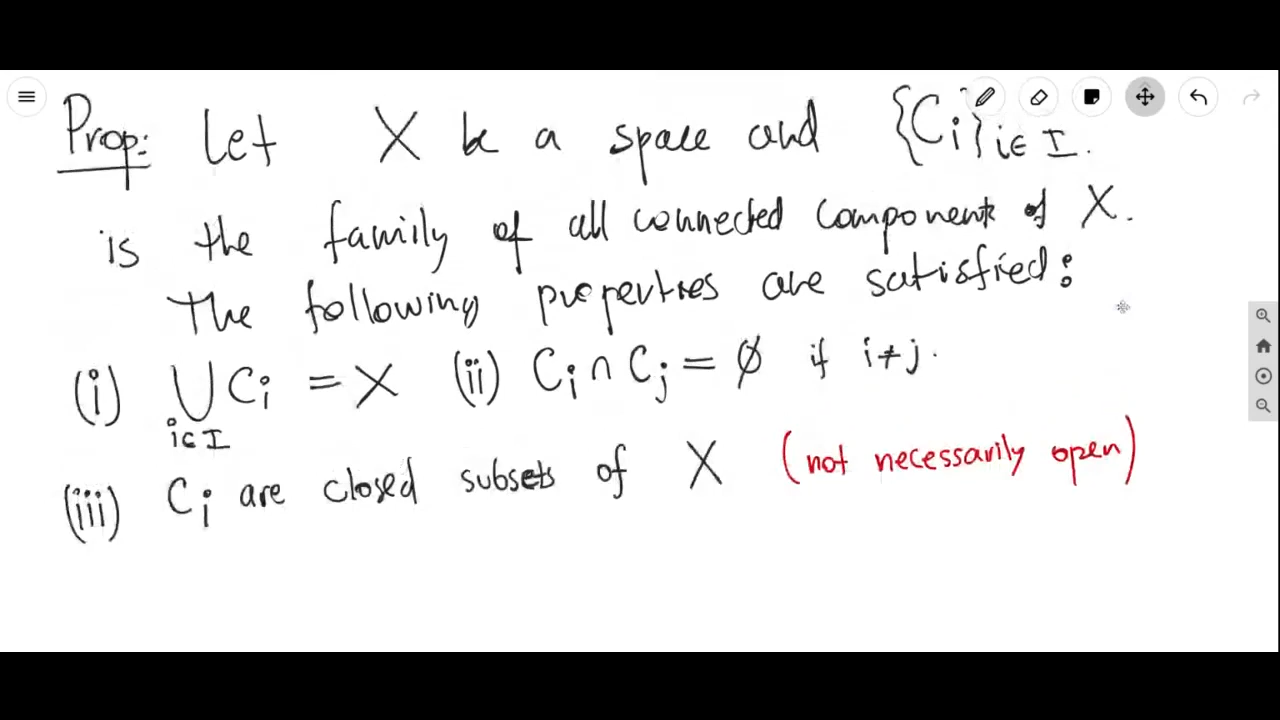 Prop: Let X be a space and {Ci}i∈I.
is the family of all connected component of X.
The following properties are satisfied:
(i) ⋃i∈I Ci = X (ii) Ci ∩ Cj = ∅ if i≠j.
(iii) Ci are closed subsets of X (not necessarily open)